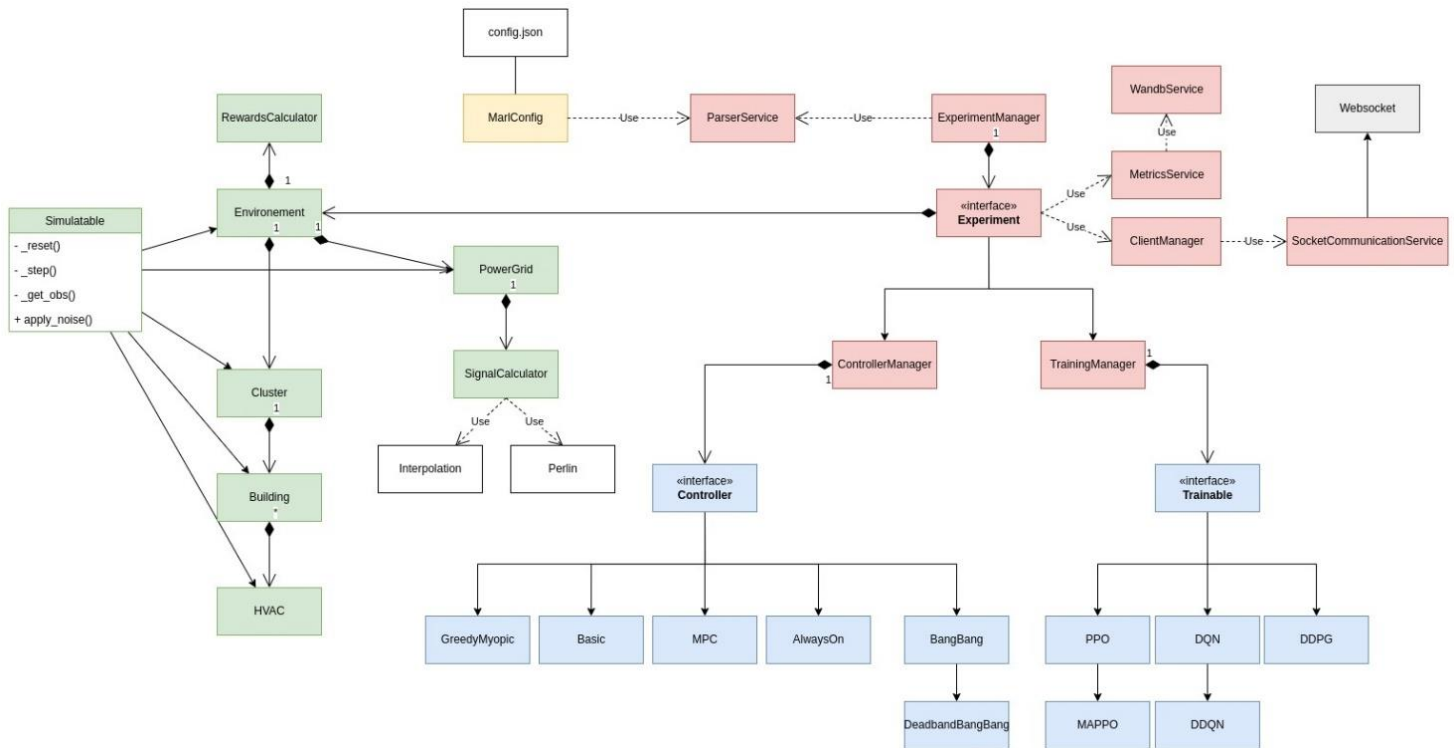 config.json
MarlConfig
Use
ParserService
Use
ExperimentManager
1
WandbService
Use
MetricsService
Websocket
RewardsCalculator
1
Environement
1
1
«interface»
Experiment
Use
Use
ClientManager
Use
SocketCommunicationService
Simulatable
- _reset()
- _step()
- _get_obs()
+ apply_noise()
PowerGrid
1
SignalCalculator
Use
Use
Interpolation
Perlin
Cluster
1
Building
*
HVAC
ControllerManager
1
TrainingManager
1
«interface»
Controller
«interface»
Trainable
GreedyMyopic
Basic
MPC
AlwaysOn
BangBang
DeadbandBangBang
PPO
DQN
DDPG
MAPPO
DDQN